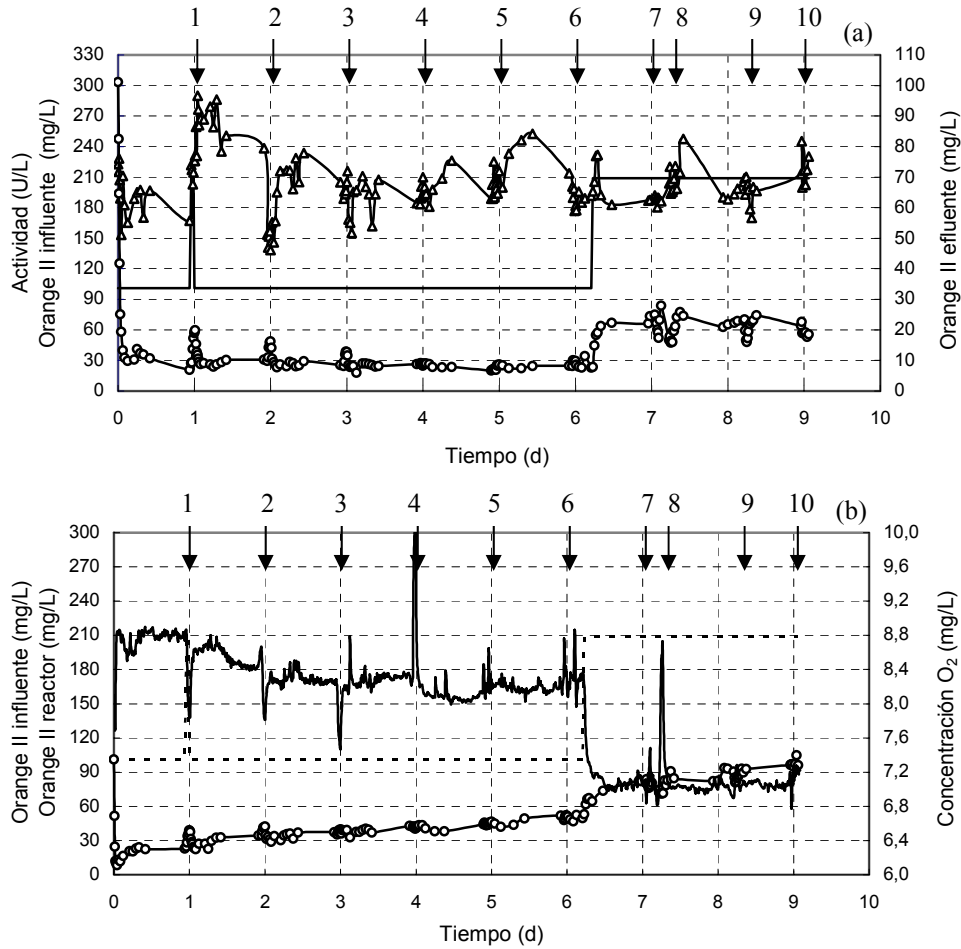 1 2 3 4 5 6 7 8 9 10
(a)
330 110
300 100
270 90
240 80
210 70
180 60
150 50
120 40
90 30
60 20
30 10
0 0
0 1 2 3 4 5 6 7 8 9 10
Tiempo (d)
Actividad (U/L)
Orange II influente (mg/L)
Orange II efluente (mg/L)
1 2 3 4 5 6 7 8 9 10
(b)
300 10,0
270 9,6
240 9,2
210 8,8
180 8,4
150 8,0
120 7,6
90 7,2
60 6,8
30 6,4
0 6,0
0 1 2 3 4 5 6 7 8 9 10
Tiempo (d)
Orange II influente (mg/L)
Orange II reactor (mg/L)
Concentración O₂ (mg/L)